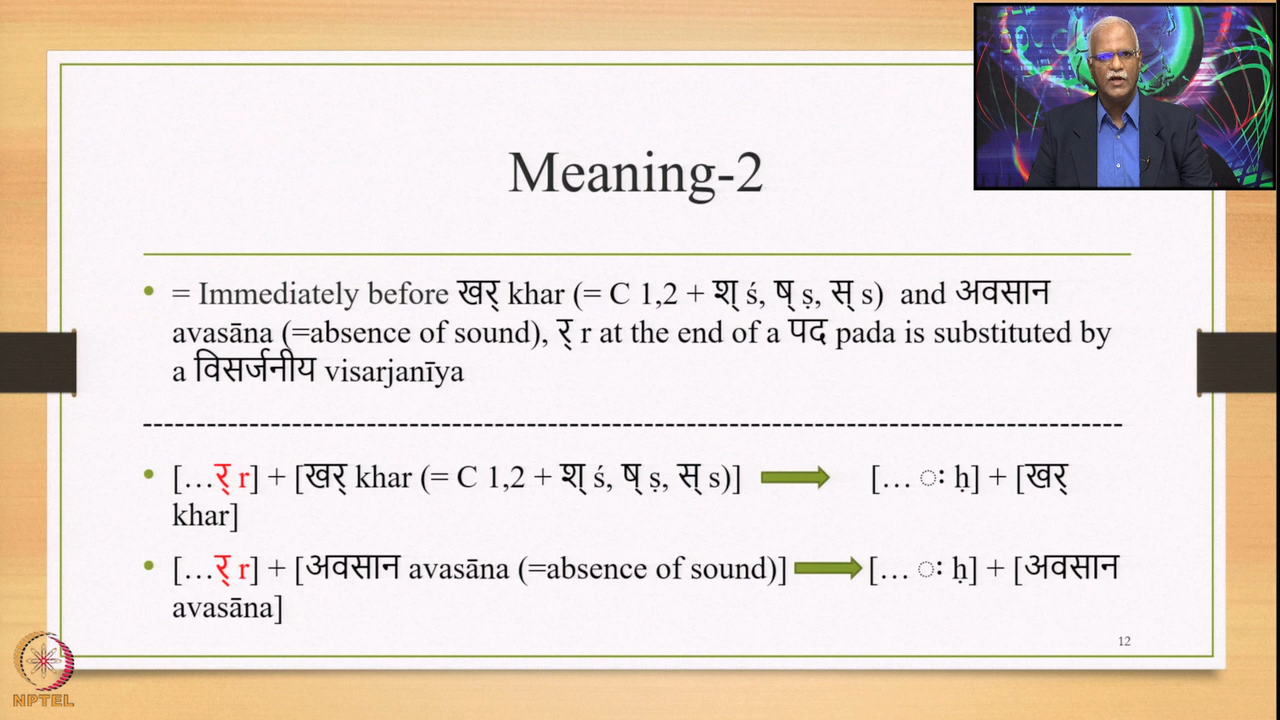 Meaning-2
• = Immediately before खर् khar (= C 1,2 + श् ś, ष् ṣ, स् s) and अवसान
avasāna (=absence of sound), र् r at the end of a पद pada is substituted by
a विसर्जनीय visarjanīya
--------------------------------------------------------------------------------
• […र् r] + [खर् khar (= C 1,2 + श् ś, ष् ṣ, स् s)] ➡ [… ः ḥ] + [खर्
khar]
• […र् r] + [अवसान avasāna (=absence of sound)] ➡ [… ः ḥ] + [अवसान
avasāna]
12
NPTEL